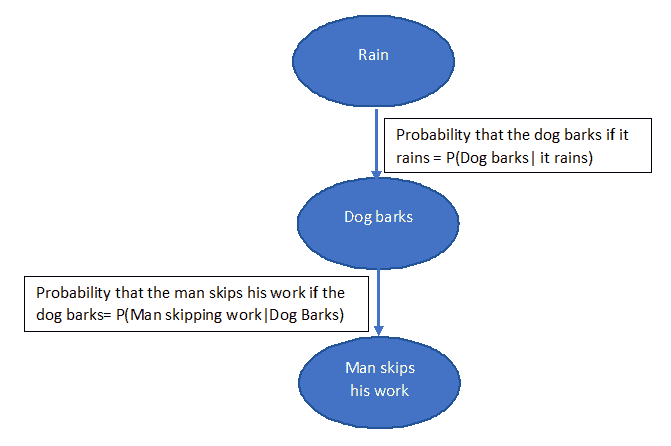 Rain
Probability that the dog barks if it
rains = P(Dog barks| it rains)
Dog barks
Probability that the man skips his work if the
dog barks= P(Man skipping work|Dog Barks)
Man skips
his work